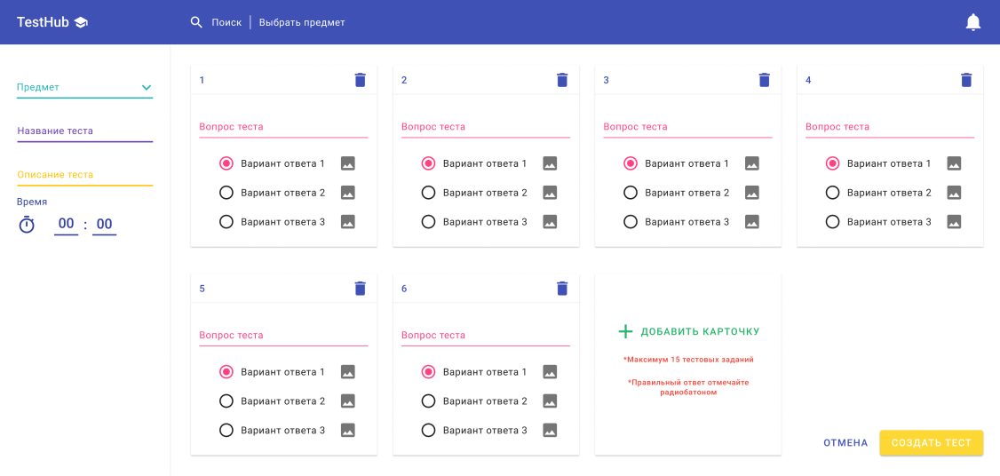 TestHub
Поиск
Выбрать предмет
Предмет
Название теста
Описание теста
Время
00 : 00
1
Вопрос теста
Вариант ответа 1
Вариант ответа 2
Вариант ответа 3
2
Вопрос теста
Вариант ответа 1
Вариант ответа 2
Вариант ответа 3
3
Вопрос теста
Вариант ответа 1
Вариант ответа 2
Вариант ответа 3
4
Вопрос теста
Вариант ответа 1
Вариант ответа 2
Вариант ответа 3
5
Вопрос теста
Вариант ответа 1
Вариант ответа 2
Вариант ответа 3
6
Вопрос теста
Вариант ответа 1
Вариант ответа 2
Вариант ответа 3
ДОБАВИТЬ КАРТОЧКУ
*Максимум 15 тестовых заданий
*Правильный ответ отмечайте
радиобатоном
ОТМЕНА
СОЗДАТЬ ТЕСТ